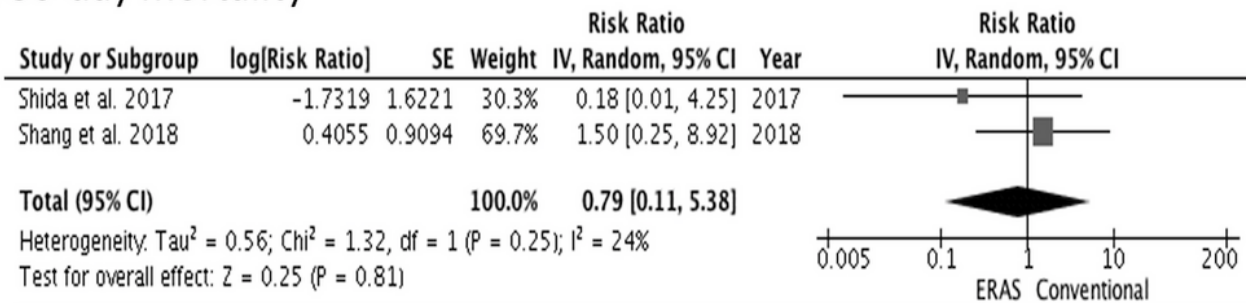 Risk Ratio Risk Ratio
Study or Subgroup log[Risk Ratio] SE Weight IV, Random, 95% CI Year IV, Random, 95% CI
Shida et al. 2017 -1.7319 1.6221 30.3% 0.18 [0.01, 4.25] 2017
Shang et al. 2018 0.4055 0.9094 69.7% 1.50 [0.25, 8.92] 2018
Total (95% CI) 100.0% 0.79 [0.11, 5.38]
Heterogeneity: Tau² = 0.56; Chi² = 1.32, df = 1 (P = 0.25); I² = 24%
Test for overall effect: Z = 0.25 (P = 0.81)
0.005 0.1 1 10 200
ERAS Conventional